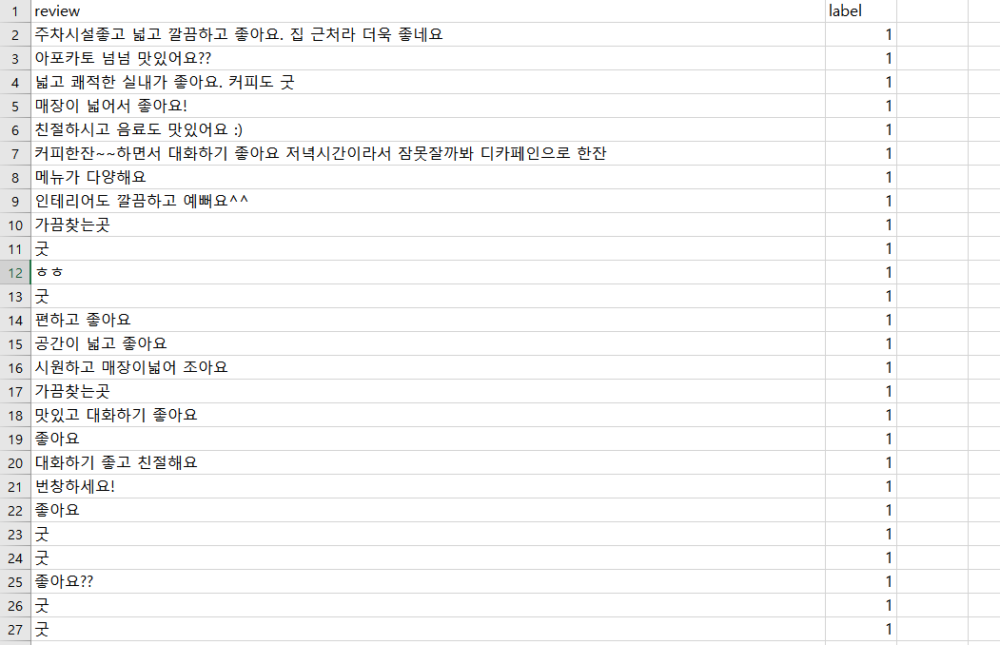 1 review label
2 주차시설좋고 넓고 깔끔하고 좋아요. 집 근처라 더욱 좋네요 1
3 아포카토 넘넘 맛있어요?? 1
4 넓고 쾌적한 실내가 좋아요. 커피도 굿 1
5 매장이 넓어서 좋아요! 1
6 친절하시고 음료도 맛있어요 :) 1
7 커피한잔~~하면서 대화하기 좋아요 저녁시간이라서 잠못잘까봐 디카페인으로 한잔 1
8 메뉴가 다양해요 1
9 인테리어도 깔끔하고 예뻐요^^ 1
10 가끔찾는곳 1
11 굿 1
12 ㅎㅎ 1
13 굿 1
14 편하고 좋아요 1
15 공간이 넓고 좋아요 1
16 시원하고 매장이넓어 조아요 1
17 가끔찾는곳 1
18 맛있고 대화하기 좋아요 1
19 좋아요 1
20 대화하기 좋고 친절해요 1
21 번창하세요! 1
22 좋아요 1
23 굿 1
24 굿 1
25 좋아요?? 1
26 굿 1
27 굿 1